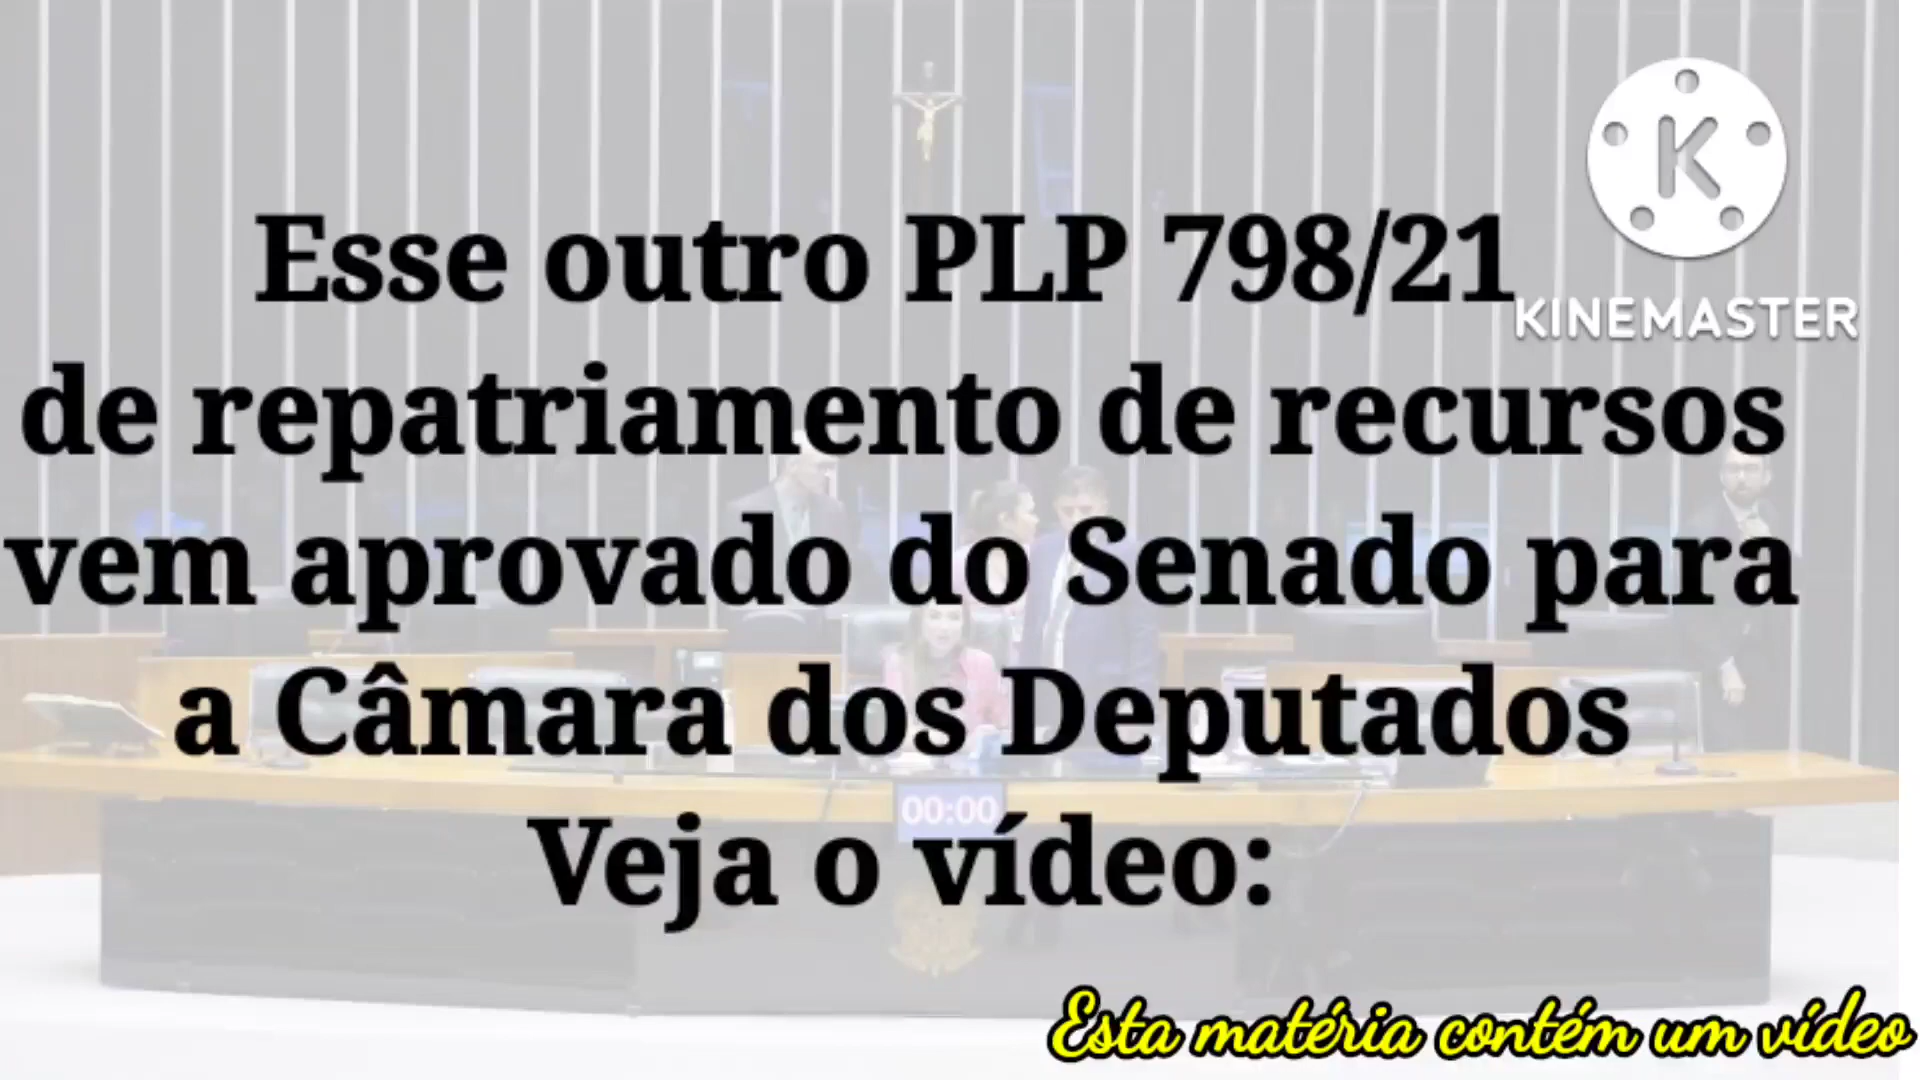 Esse outro PLP 798/21
KINEMASTER
de repatriamento de recursos
vem aprovado do Senado para
a Câmara dos Deputados
00:00
Veja o vídeo:
Esta matéria contém um vídeo